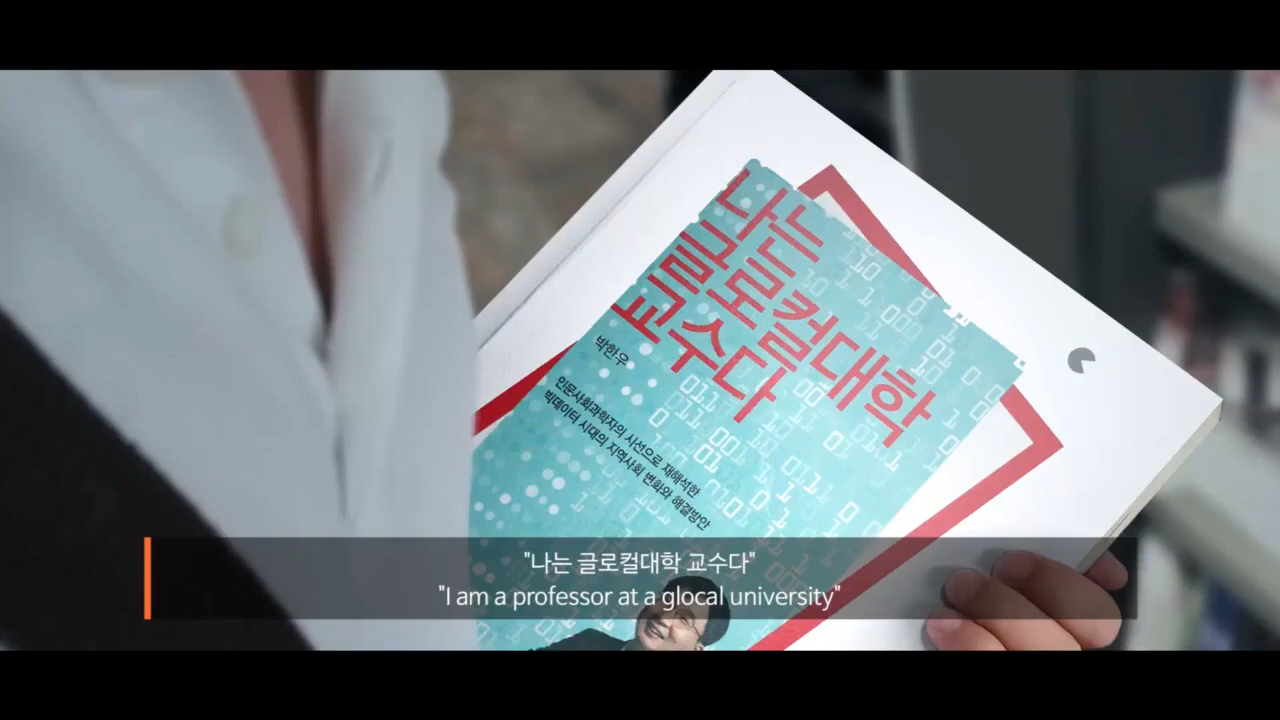 나는
글로컬대학
교수다
박한우
인문사회과학자의 시선으로 재해석한
빅데이터 시대의 지역사회 변화와 해결방안
"나는 글로컬대학 교수다"
"I am a professor at a glocal university"